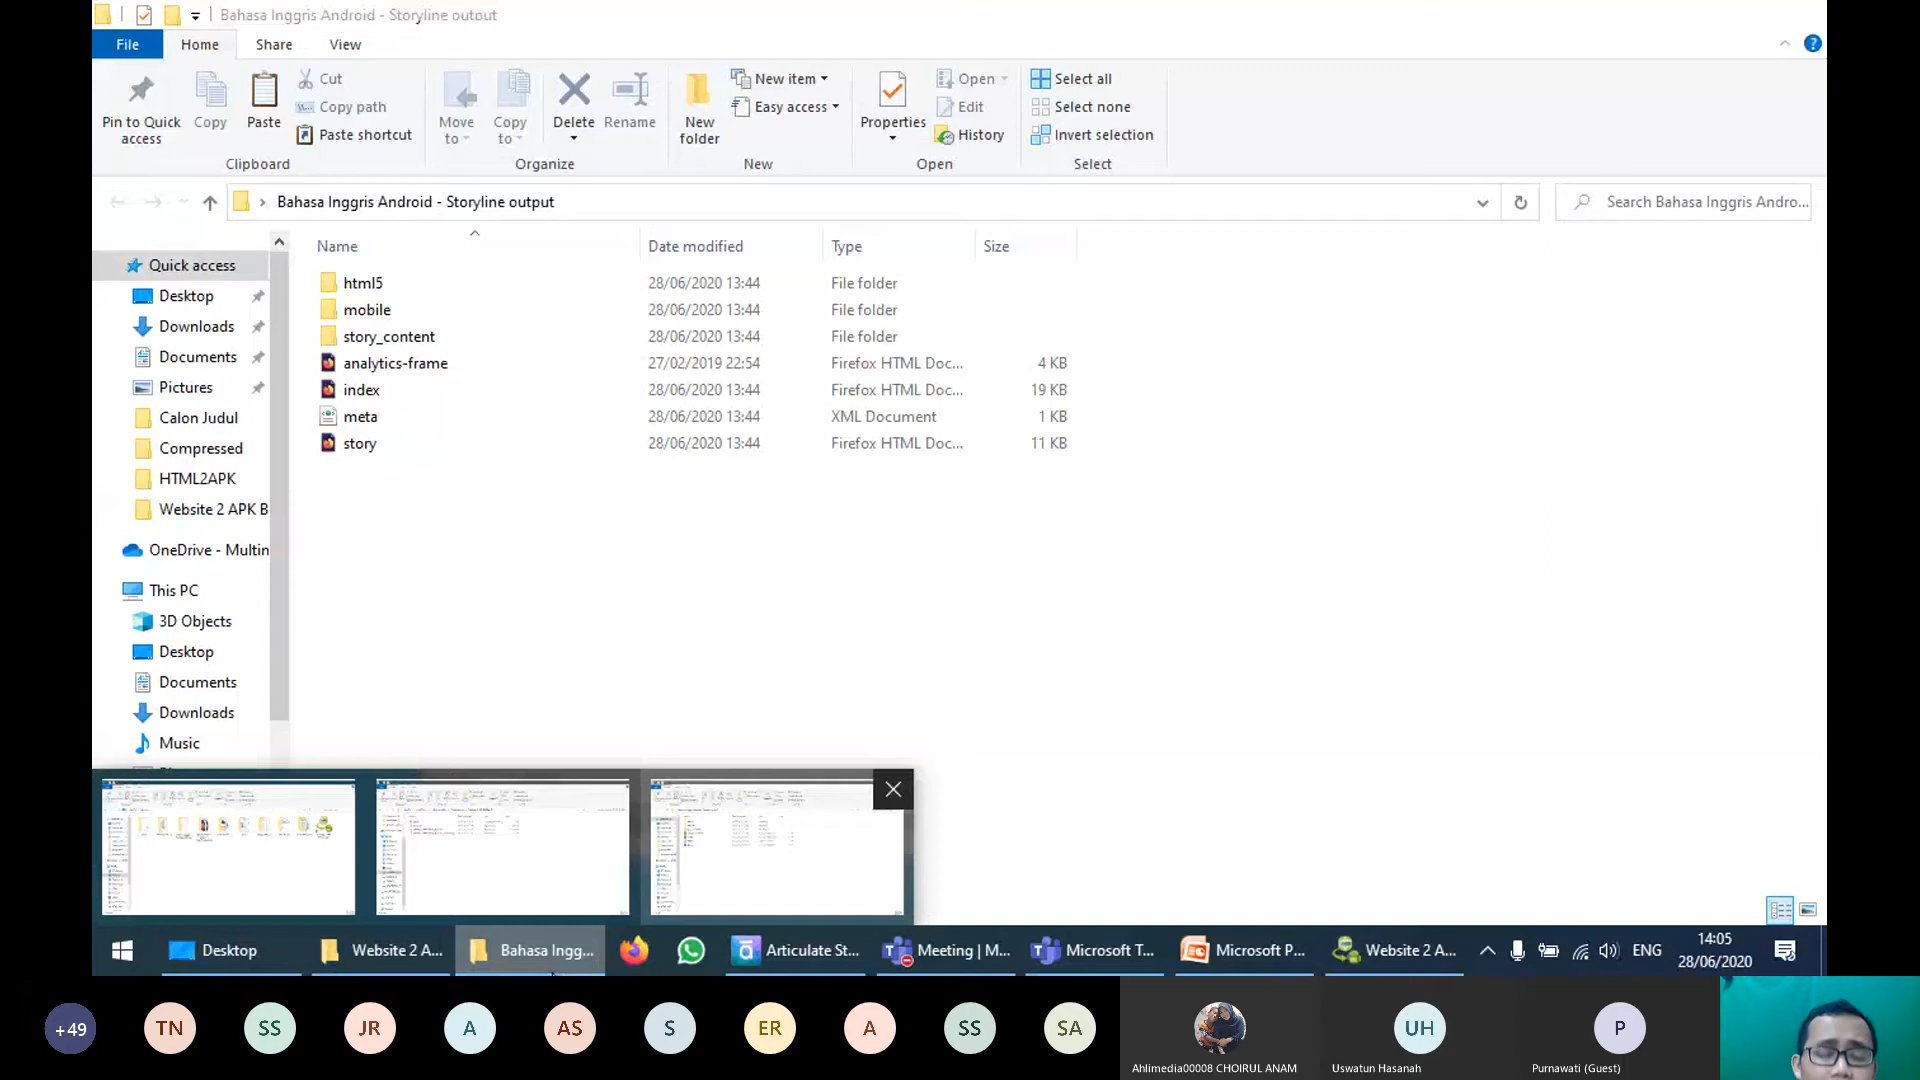 Bahasa Inggris Android - Storyline output
File
Home
Share
View
Pin to Quick access
Copy
Paste
Cut
Copy path
Paste shortcut
Clipboard
Move to
Copy to
Delete
Rename
Organize
New folder
New item
Easy access
New
Properties
Open
Edit
History
Open
Select all
Select none
Invert selection
Select
Bahasa Inggris Android - Storyline output
Search Bahasa Inggris Andro...
Name
Date modified
Type
Size
html5 28/06/2020 13:44 File folder
mobile 28/06/2020 13:44 File folder
story_content 28/06/2020 13:44 File folder
analytics-frame 27/02/2019 22:54 Firefox HTML Doc... 4 KB
index 28/06/2020 13:44 Firefox HTML Doc... 19 KB
meta 28/06/2020 13:44 XML Document 1 KB
story 28/06/2020 13:44 Firefox HTML Doc... 11 KB
Quick access
Desktop
Downloads
Documents
Pictures
Calon Judul
Compressed
HTML2APK
Website 2 APK B
OneDrive - Multin
This PC
3D Objects
Desktop
Documents
Downloads
Music
Desktop
Website 2 A...
Bahasa Ingg...
Articulate St...
Meeting | M...
Microsoft T...
Microsoft P...
Website 2 A...
ENG
14:05
28/06/2020
+49
TN
SS
JR
A
AS
S
ER
A
SS
SA
Ahlimedia00008 CHOIRUL ANAM
UH
Uswatun Hasanah
P
Purnawati (Guest)